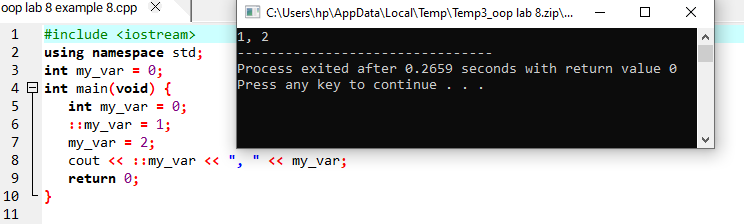 oop lab 8 example 8.cpp
1 #include <iostream>
2 using namespace std;
3 int my_var = 0;
4 int main(void) {
5 int my_var = 0;
6 ::my_var = 1;
7 my_var = 2;
8 cout << ::my_var << ", " << my_var;
9 return 0;
10 }
11
C:\Users\hp\AppData\Local\Temp\Temp3_oop lab 8.zip\...
1, 2
--------------------------------
Process exited after 0.2659 seconds with return value 0
Press any key to continue . . .